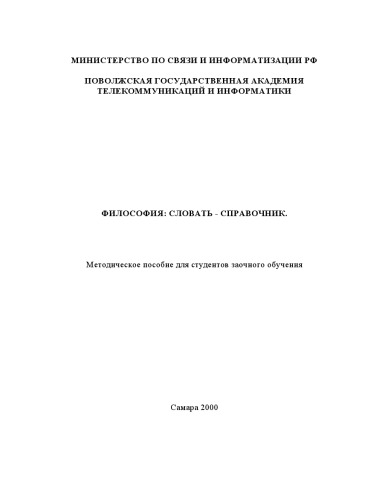 МИНИСТЕРСТВО ПО СВЯЗИ И ИНФОРМАТИЗАЦИИ РФ
ПОВОЛЖСКАЯ ГОСУДАРСТВЕННАЯ АКАДЕМИЯ
ТЕЛЕКОММУНИКАЦИЙ И ИНФОРМАТИКИ
ФИЛОСОФИЯ: СЛОВАТЬ - СПРАВОЧНИК.
Методическое пособие для студентов заочного обучения
Самара 2000